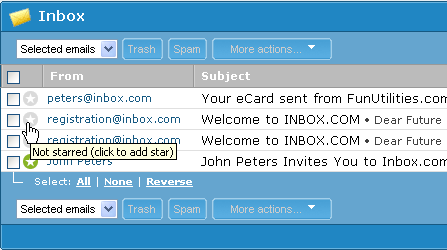 Inbox
Selected emails Trash Spam More actions...
From Subject
peters@inbox.com Your eCard sent from FunUtilities.com
registration@inbox.com Welcome to INBOX.COM • Dear Future
registration@inbox.com Welcome to INBOX.COM • Dear Future
Not starred (click to add star)
John Peters John Peters Invites You to Inbox.com
Select: All | None | Reverse
Selected emails Trash Spam More actions...